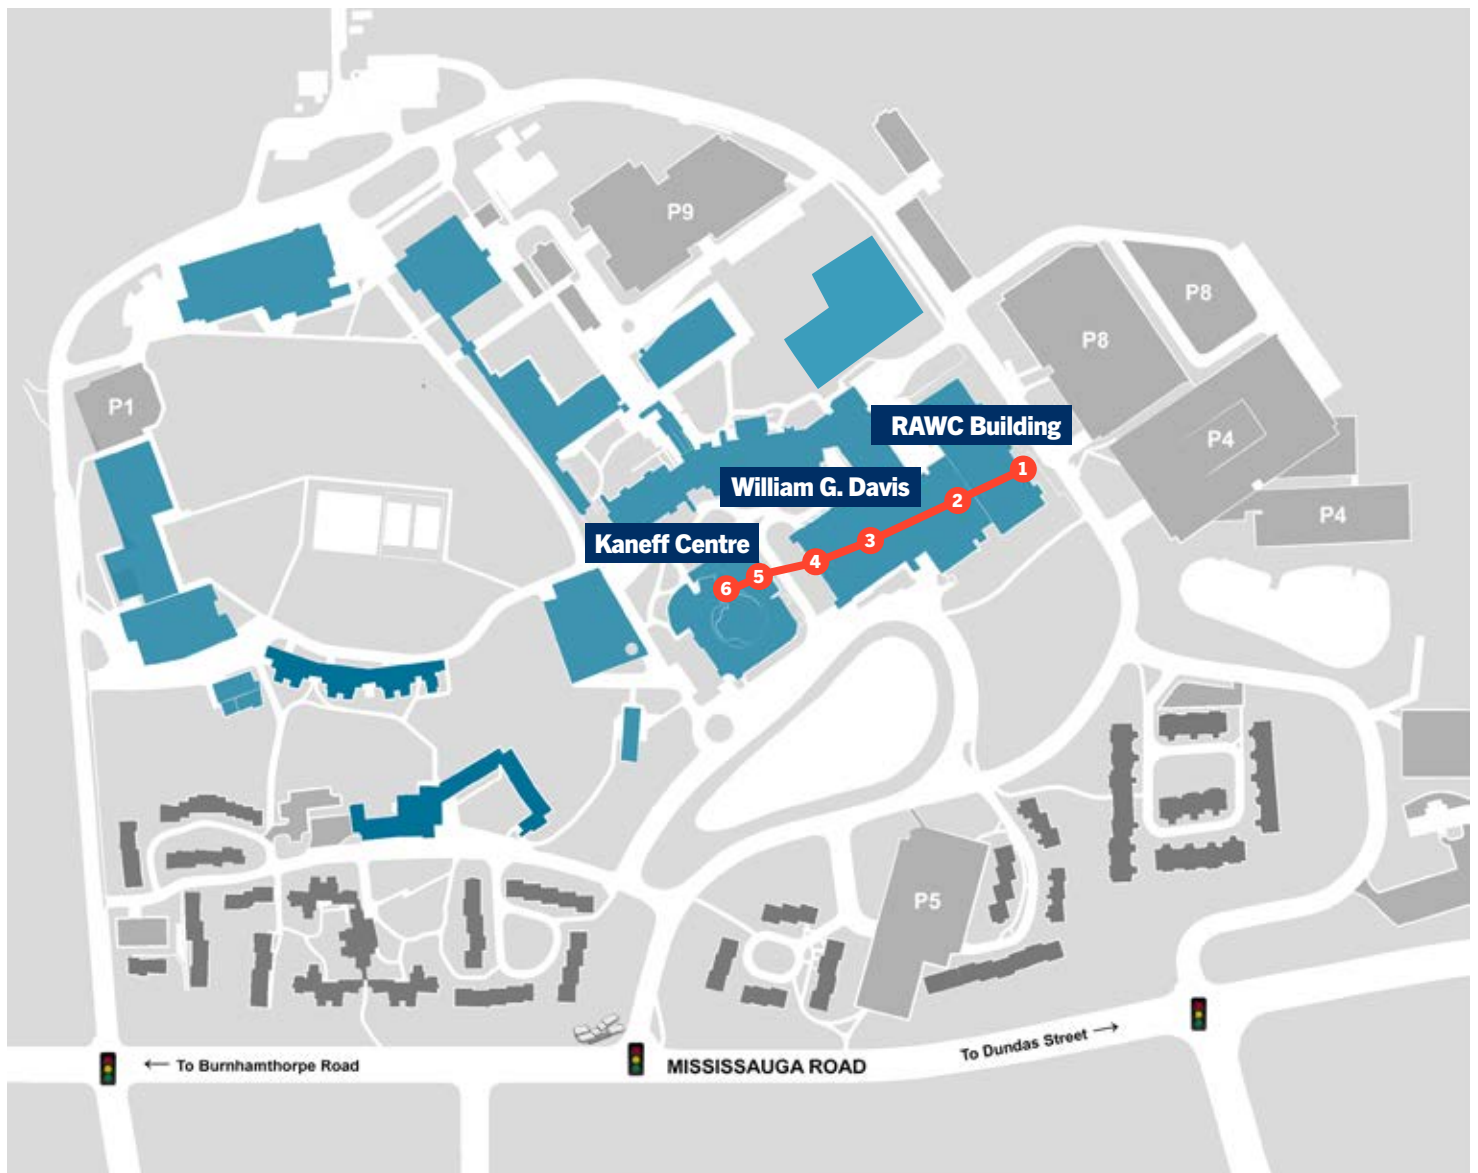 P9
P8
P8
P1
RAWC Building
P4
1
William G. Davis
2
P4
Kaneff Centre
3
4
5
6
P5
← To Burnhamthorpe Road
MISSISSAUGA ROAD
To Dundas Street →